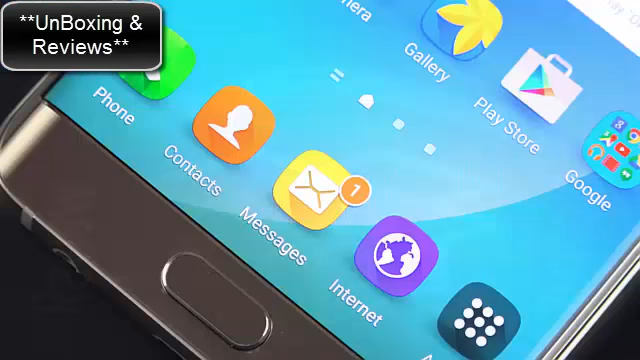 **UnBoxing &
Reviews**
Gallery
Play Store
Google
Phone
Contacts
Messages
1
Internet